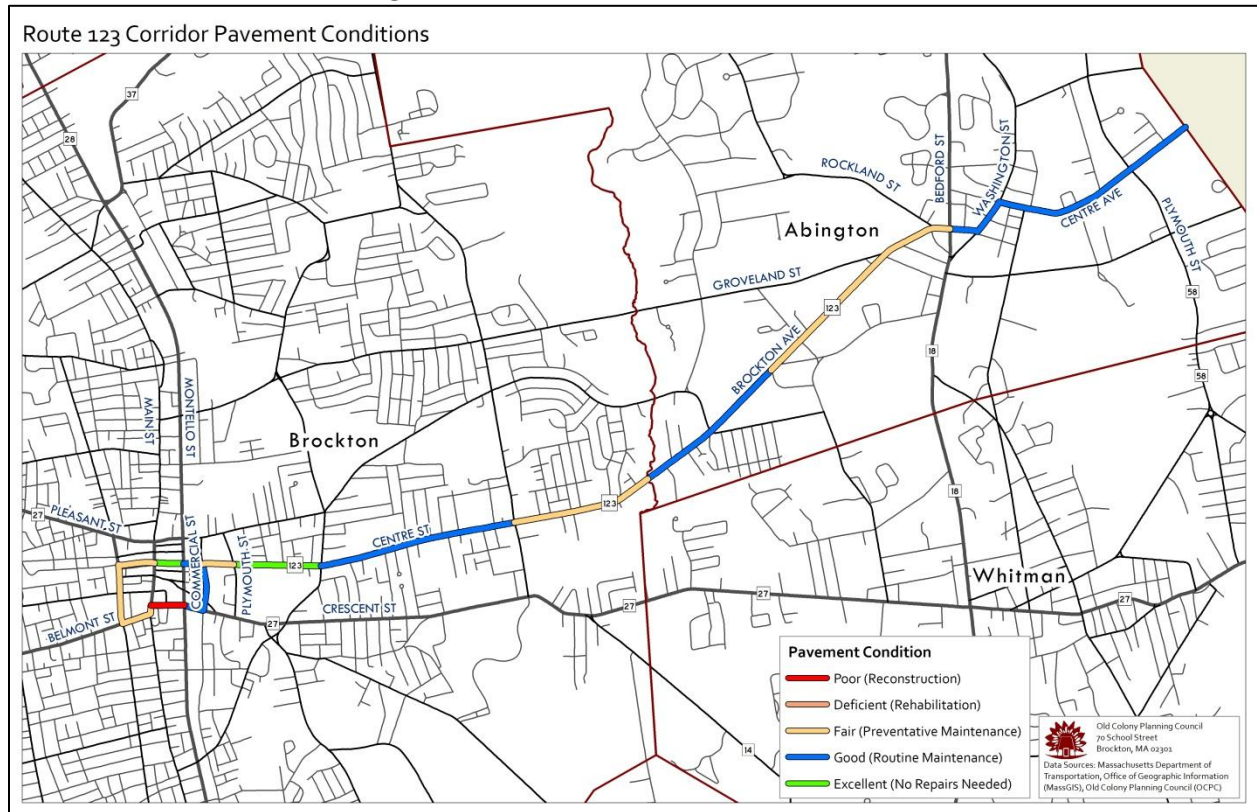 Route 123 Corridor Pavement Conditions
37
28
ROCKLAND ST
BEDFORD ST
WASHINGTON ST
CENTRE AVE
PLYMOUTH ST
Abington
GROVELAND ST
58
123
BROCKTON AVE
18
58
MAIN ST
MONTELLO ST
Brockton
123
18
27
PLEASANT ST
CENTRE ST
COMMERCIAL ST
PLYMOUTH ST
123
CRESCENT ST
BELMONT ST
27
27
27
Whitman
27
14
Pavement Condition
Poor (Reconstruction)
Deficient (Rehabilitation)
Fair (Preventative Maintenance)
Good (Routine Maintenance)
Excellent (No Repairs Needed)
Old Colony Planning Council
70 School Street
Brockton, MA 02301
Data Sources: Massachusetts Department of
Transportation, Office of Geographic Information
(MassGIS), Old Colony Planning Council (OCPC)